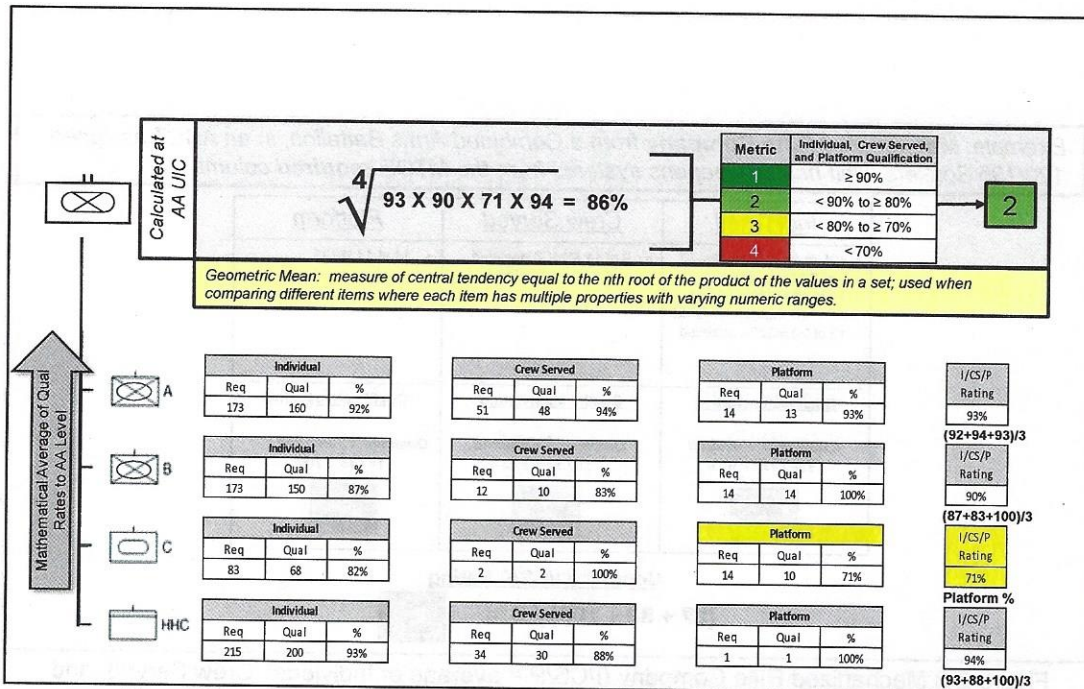 Calculated at
AA UIC
4√93 X 90 X 71 X 94 = 86%
Metric
Individual, Crew Served,
and Platform Qualification
1
≥ 90%
2
< 90% to ≥ 80%
3
< 80% to ≥ 70%
4
< 70%
2
Geometric Mean: measure of central tendency equal to the nth root of the product of the values in a set; used when
comparing different items where each item has multiple properties with varying numeric ranges.
Mathematical Average of Qual
Rates to AA Level
A
Individual
Req Qual %
173 160 92%
Crew Served
Req Qual %
51 48 94%
Platform
Req Qual %
14 13 93%
I/CS/P
Rating
93%
(92+94+93)/3
B
Individual
Req Qual %
173 150 87%
Crew Served
Req Qual %
12 10 83%
Platform
Req Qual %
14 14 100%
I/CS/P
Rating
90%
(87+83+100)/3
C
Individual
Req Qual %
83 68 82%
Crew Served
Req Qual %
2 2 100%
Platform
Req Qual %
14 10 71%
I/CS/P
Rating
71%
Platform %
HHC
Individual
Req Qual %
215 200 93%
Crew Served
Req Qual %
34 30 88%
Platform
Req Qual %
1 1 100%
I/CS/P
Rating
94%
(93+88+100)/3